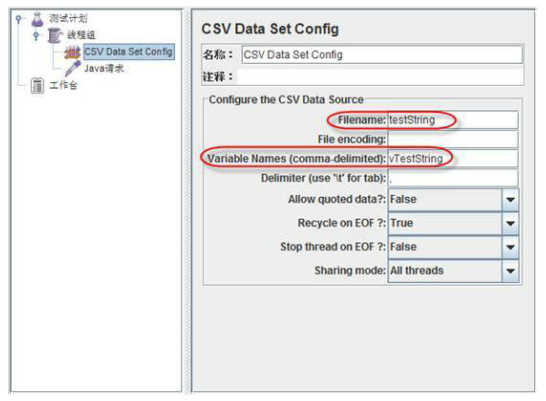 测试计划
线程组
CSV Data Set Config
Java请求
工作台
CSV Data Set Config
名称： CSV Data Set Config
注释：
Configure the CSV Data Source
Filename: testString
File encoding:
Variable Names (comma-delimited): vTestString
Delimiter (use '\t' for tab): ,
Allow quoted data?: False
Recycle on EOF ?: True
Stop thread on EOF ?: False
Sharing mode: All threads